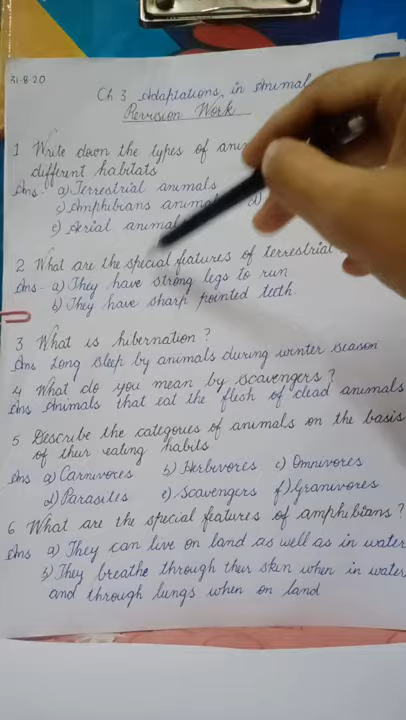 31-8-20
Ch 3 Adaptations in Animal
Revision Work
1 Write down the types of ani
different habitats
Ans- a) Terrestrial animals
c) Amphibians animal d)
c) Aerial animal
2 What are the special features of terrestrial
Ans- a) They have strong legs to run
b) They have sharp pointed teeth.
3 What is hibernation?
Ans Long sleep by animals during winter season
4 What do you mean by scavengers?
Ans Animals that eat the flesh of dead animals
5 Describe the categories of animals on the basis
of their eating habits.
Ans a) Carnivores b) Herbivores c) Omnivores
d) Parasites e) Scavengers f) Granivores
6 What are the special features of amphibians?
Ans a) They can live on land as well as in water
b) They breathe through their skin when in water
and through lungs when on land